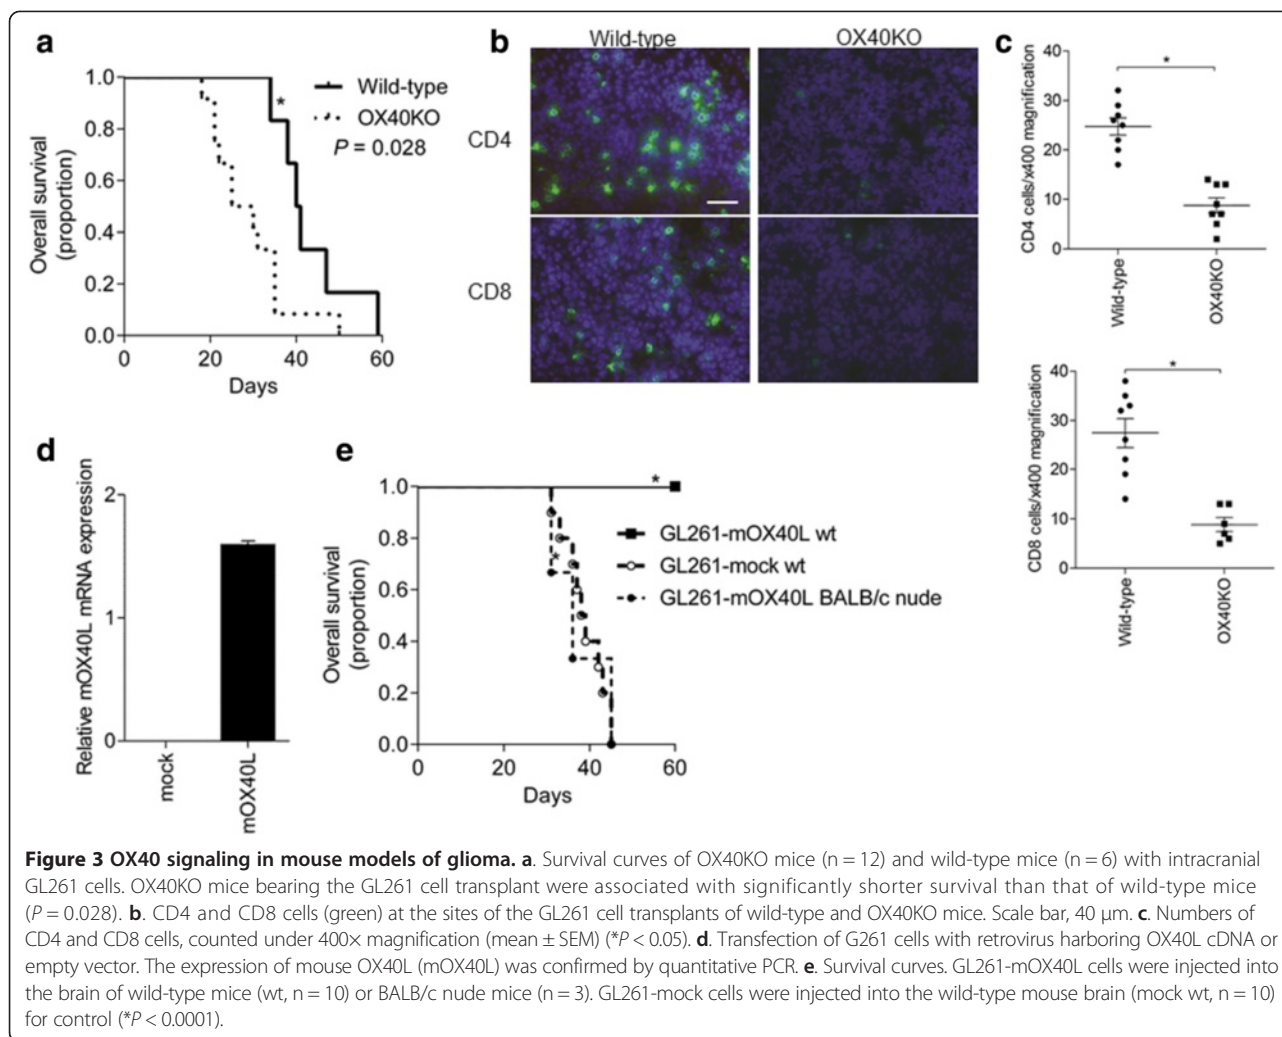 a
1.0
0.8
0.6
0.4
0.2
0.0
0
20
40
60
Overall survival
(proportion)
Days
Wild-type
OX40KO
P = 0.028
*
b
Wild-type
OX40KO
CD4
CD8
c
40
30
20
10
0
CD4 cells/x400 magnification
*
Wild-type
OX40KO
40
30
20
10
0
CD8 cells/x400 magnification
*
Wild-type
OX40KO
d
2
1
0
Relative mOX40L mRNA expression
mock
mOX40L
e
1.0
0.8
0.6
0.4
0.2
0.0
0
20
40
60
Overall survival
(proportion)
Days
*
*
GL261-mOX40L wt
GL261-mock wt
GL261-mOX40L BALB/c nude
Figure 3 OX40 signaling in mouse models of glioma. a. Survival curves of OX40KO mice (n = 12) and wild-type mice (n = 6) with intracranial
GL261 cells. OX40KO mice bearing the GL261 cell transplant were associated with significantly shorter survival than that of wild-type mice
(P = 0.028). b. CD4 and CD8 cells (green) at the sites of the GL261 cell transplants of wild-type and OX40KO mice. Scale bar, 40 μm. c. Numbers of
CD4 and CD8 cells, counted under 400× magnification (mean ± SEM) (*P < 0.05). d. Transfection of G261 cells with retrovirus harboring OX40L cDNA or
empty vector. The expression of mouse OX40L (mOX40L) was confirmed by quantitative PCR. e. Survival curves. GL261-mOX40L cells were injected into
the brain of wild-type mice (wt, n = 10) or BALB/c nude mice (n = 3). GL261-mock cells were injected into the wild-type mouse brain (mock wt, n = 10)
for control (*P < 0.0001).